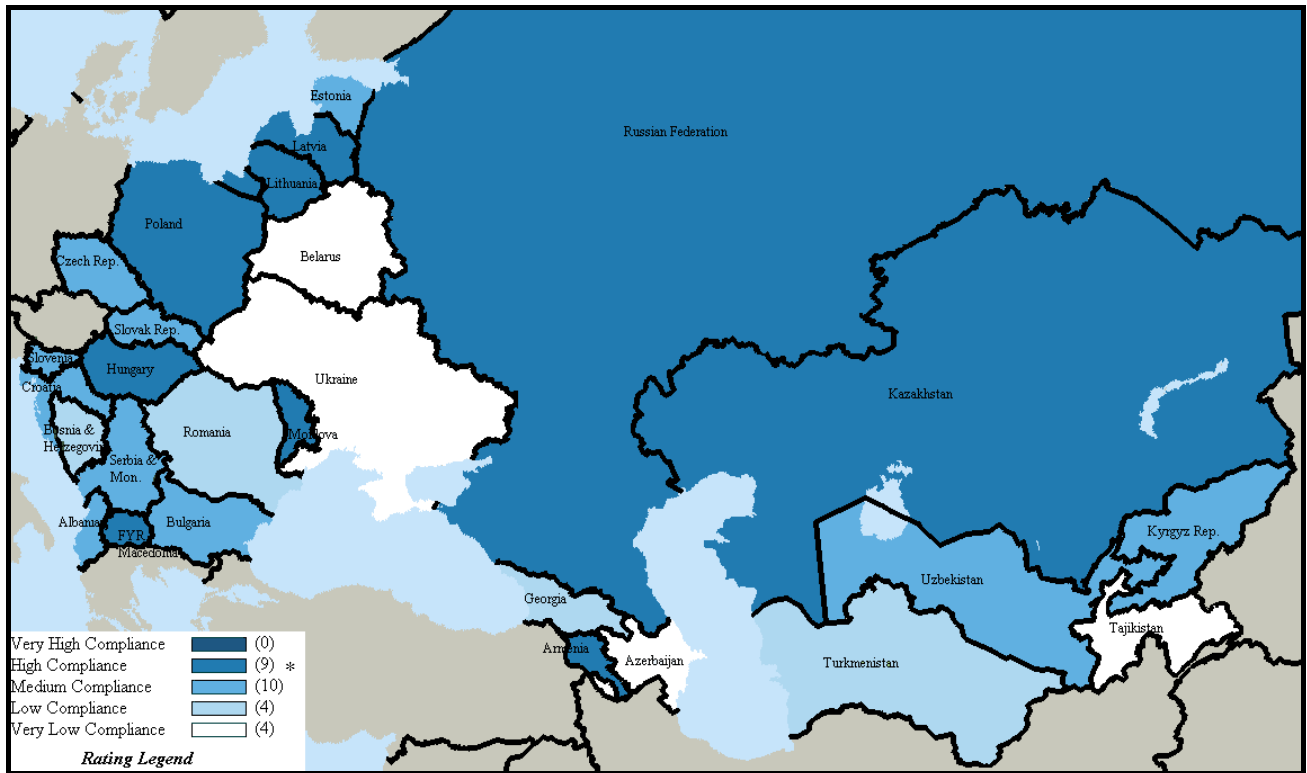 Estonia
Russian Federation
Latvia
Lithuania
Poland
Belarus
Czech Rep.
Slovak Rep.
Slovenia
Hungary
Ukraine
Croatia
Kazakhstan
Bosnia &
Herzegovin
Romania
Moldova
Serbia &
Mon.
Albania
Bulgaria
FYR
Macedonia
Kyrgyz Rep.
Uzbekistan
Georgia
Tajikistan
Armenia
Azerbaijan
Turkmenistan
Very High Compliance (0)
High Compliance (9) *
Medium Compliance (10)
Low Compliance (4)
Very Low Compliance (4)
Rating Legend